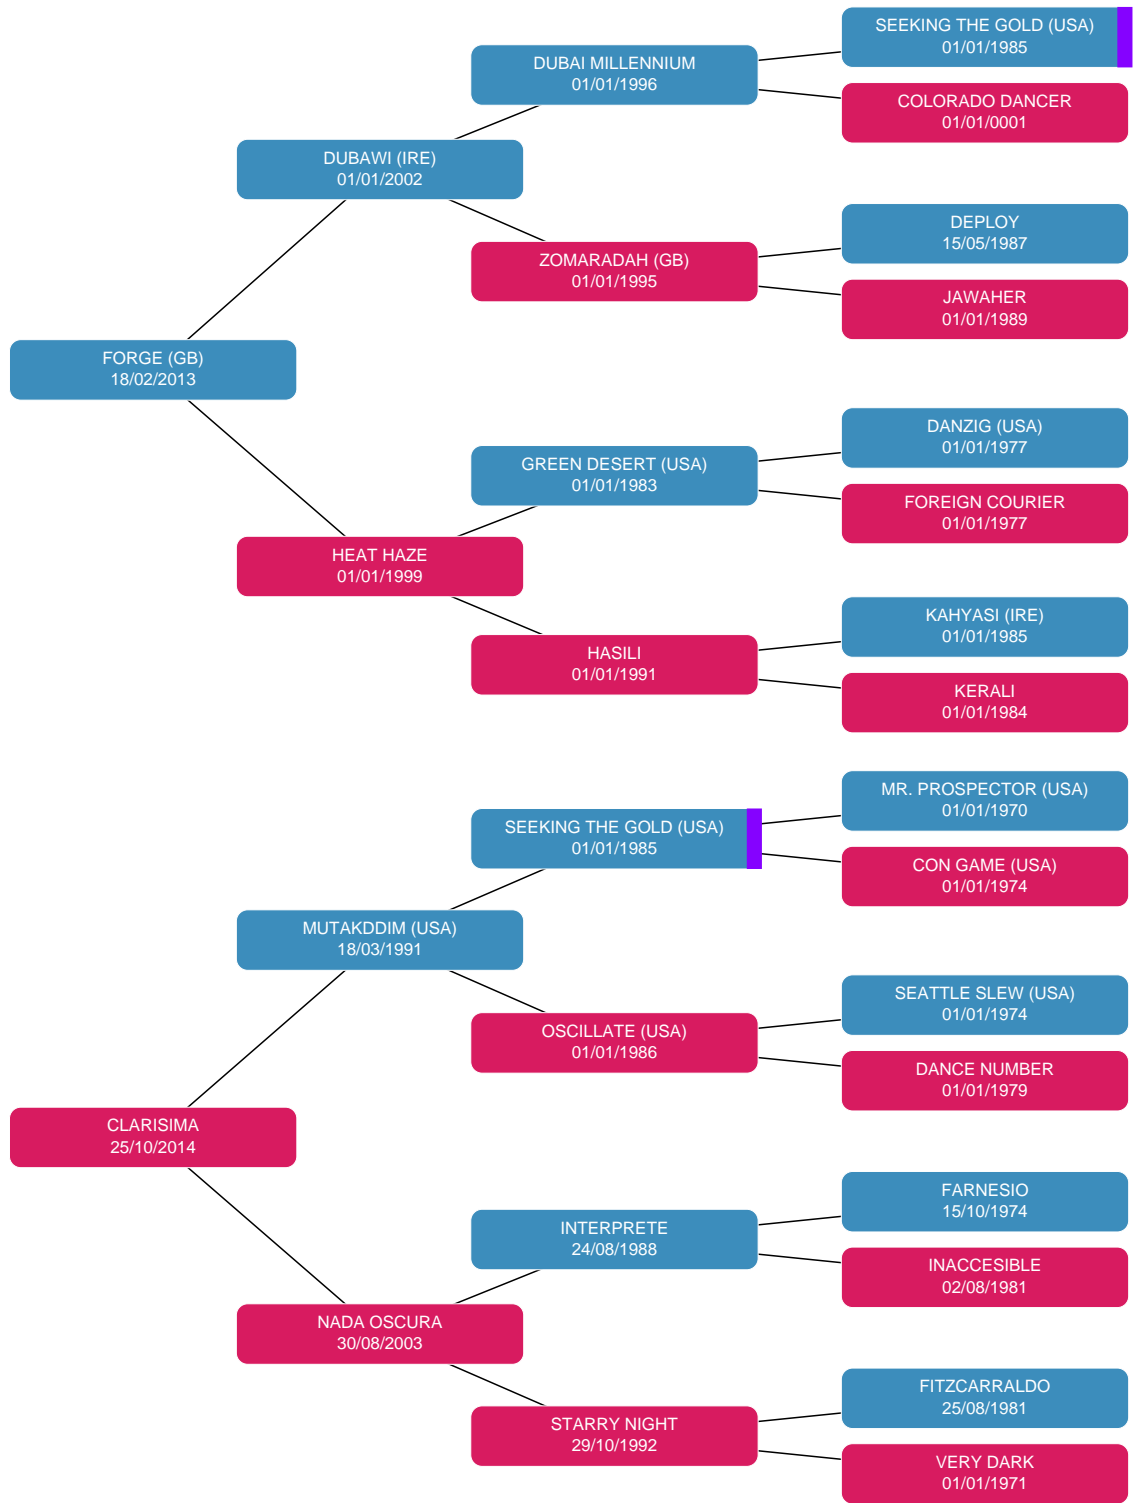 SEEKING THE GOLD (USA)
01/01/1985
DUBAI MILLENNIUM
01/01/1996
COLORADO DANCER
01/01/0001
DUBAWI (IRE)
01/01/2002
DEPLOY
15/05/1987
ZOMARADAH (GB)
01/01/1995
JAWAHER
01/01/1989
FORGE (GB)
18/02/2013
DANZIG (USA)
01/01/1977
GREEN DESERT (USA)
01/01/1983
FOREIGN COURIER
01/01/1977
HEAT HAZE
01/01/1999
KAHYASI (IRE)
01/01/1985
HASILI
01/01/1991
KERALI
01/01/1984
MR. PROSPECTOR (USA)
01/01/1970
SEEKING THE GOLD (USA)
01/01/1985
CON GAME (USA)
01/01/1974
MUTAKDDIM (USA)
18/03/1991
SEATTLE SLEW (USA)
01/01/1974
OSCILLATE (USA)
01/01/1986
DANCE NUMBER
01/01/1979
CLARISIMA
25/10/2014
FARNESIO
15/10/1974
INTERPRETE
24/08/1988
INACCESIBLE
02/08/1981
NADA OSCURA
30/08/2003
FITZCARRALDO
25/08/1981
STARRY NIGHT
29/10/1992
VERY DARK
01/01/1971